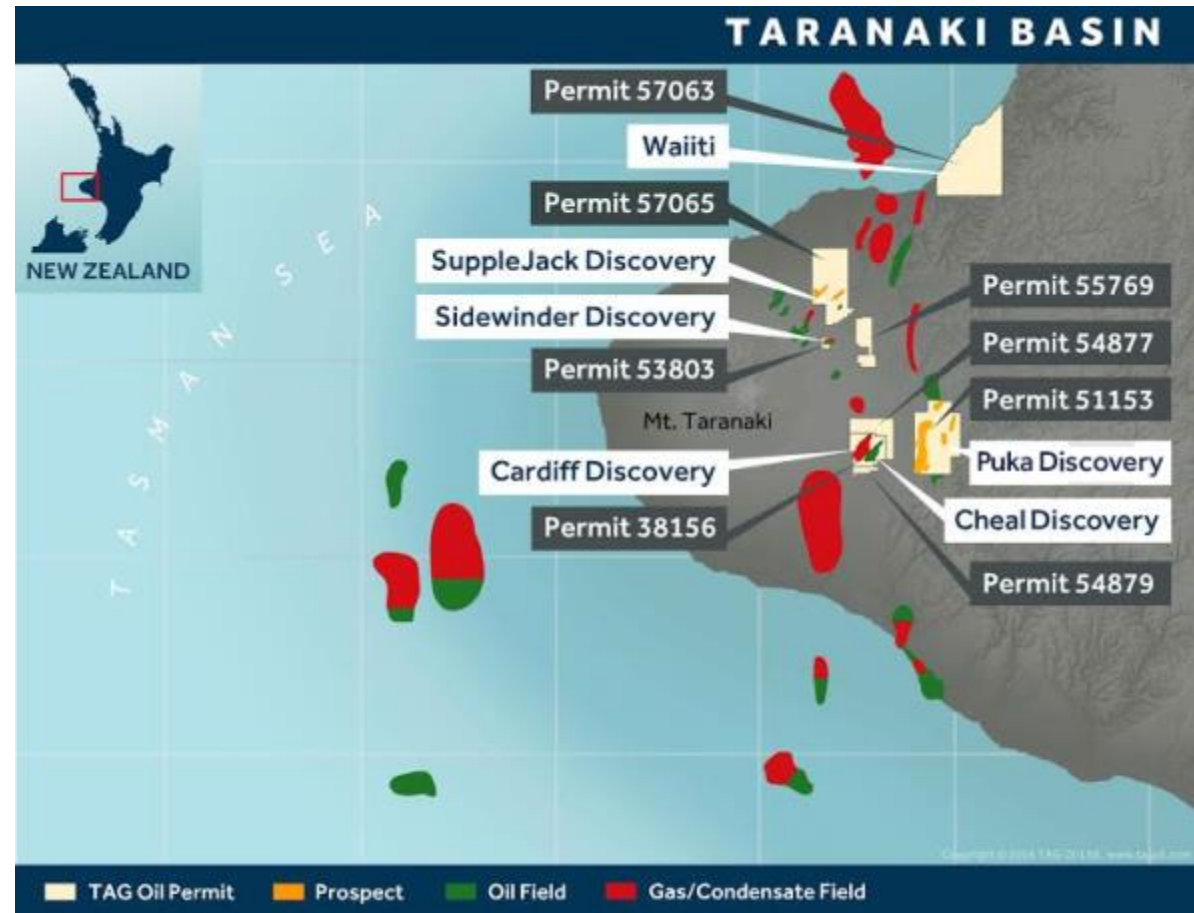 TARANAKI BASIN
NEW ZEALAND
TASMAN SEA
Permit 57063
Waiiti
Permit 57065
SuppleJack Discovery
Sidewinder Discovery
Permit 53803
Mt. Taranaki
Cardiff Discovery
Permit 38156
Permit 55769
Permit 54877
Permit 51153
Puka Discovery
Cheal Discovery
Permit 54879
TAG Oil Permit
Prospect
Oil Field
Gas/Condensate Field